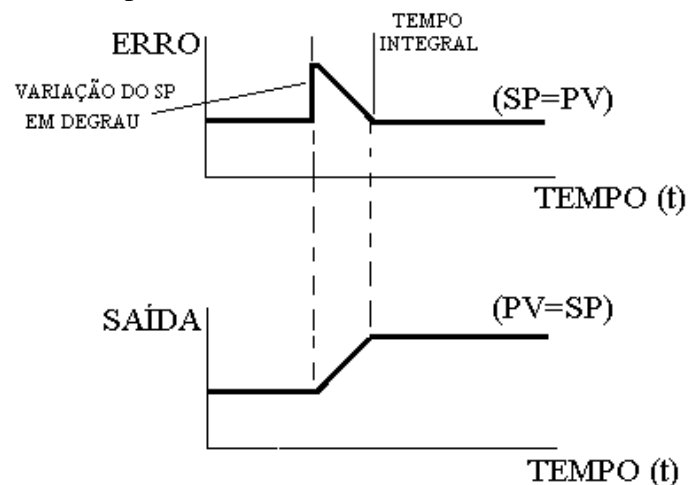 TEMPO
INTEGRAL
ERRO
VARIAÇÃO DO SP
EM DEGRAU
(SP=PV)
TEMPO (t)
SAÍDA
(PV=SP)
TEMPO (t)